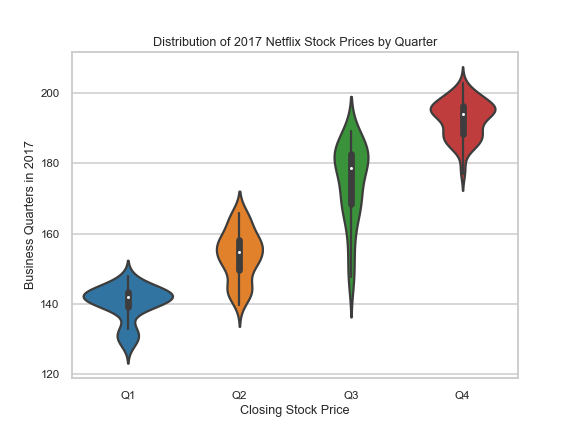 Distribution of 2017 Netflix Stock Prices by Quarter
Business Quarters in 2017
200
180
160
140
120
Q1 Q2 Q3 Q4
Closing Stock Price